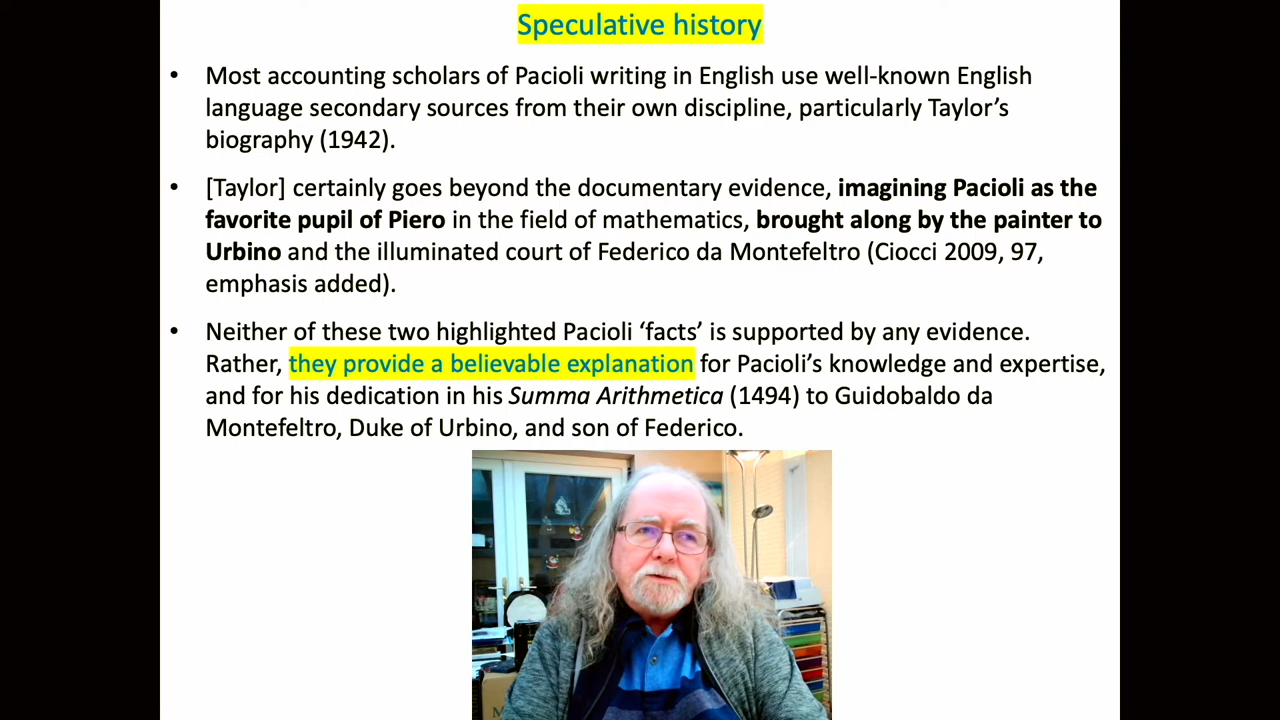 Speculative history
• Most accounting scholars of Pacioli writing in English use well-known English
language secondary sources from their own discipline, particularly Taylor’s
biography (1942).
• [Taylor] certainly goes beyond the documentary evidence, imagining Pacioli as the
favorite pupil of Piero in the field of mathematics, brought along by the painter to
Urbino and the illuminated court of Federico da Montefeltro (Ciocci 2009, 97,
emphasis added).
• Neither of these two highlighted Pacioli ‘facts’ is supported by any evidence.
Rather, they provide a believable explanation for Pacioli’s knowledge and expertise,
and for his dedication in his Summa Arithmetica (1494) to Guidobaldo da
Montefeltro, Duke of Urbino, and son of Federico.